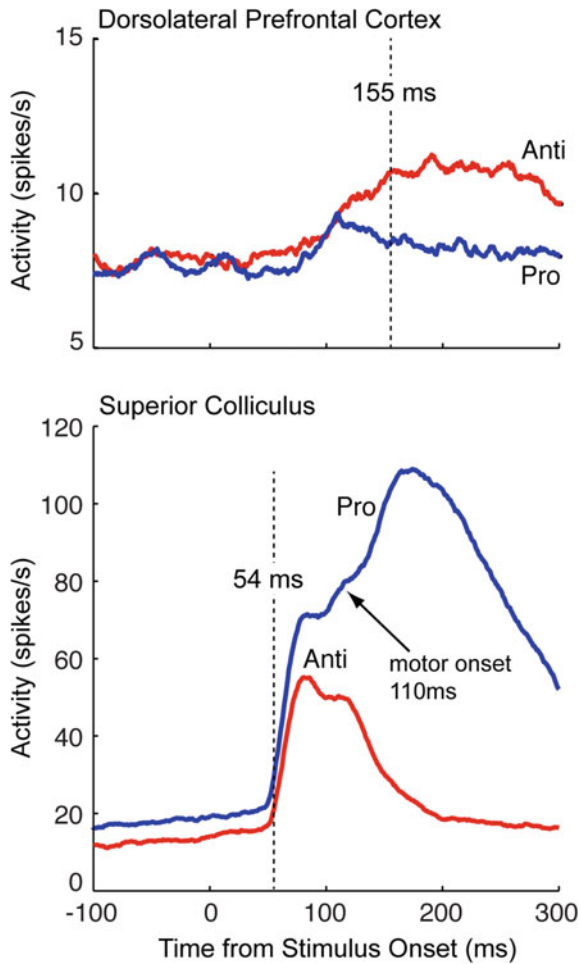 Dorsolateral Prefrontal Cortex
15
155 ms
Anti
10
Pro
5
Activity (spikes/s)
Superior Colliculus
120
100
Pro
80
54 ms
Anti
motor onset
110ms
60
40
20
0
Activity (spikes/s)
-100
0
100
200
300
Time from Stimulus Onset (ms)